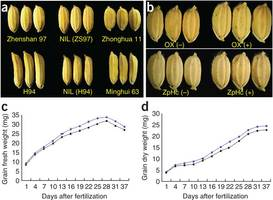 a
Zhenshan 97 NIL (ZS97) Zhonghua 11
H94 NIL (H94) Minghui 63
b
OX (–) OX (+)
ZpHc (–) ZpHc (+)
c
Grain fresh weight (mg)
40
35
30
25
20
15
10
5
0
1 4 7 10 13 16 19 22 25 28 31 37
Days after fertilization
d
Grain dry weight (mg)
30
25
20
15
10
5
0
1 4 7 10 13 16 19 22 25 28 31 37
Days after fertilization